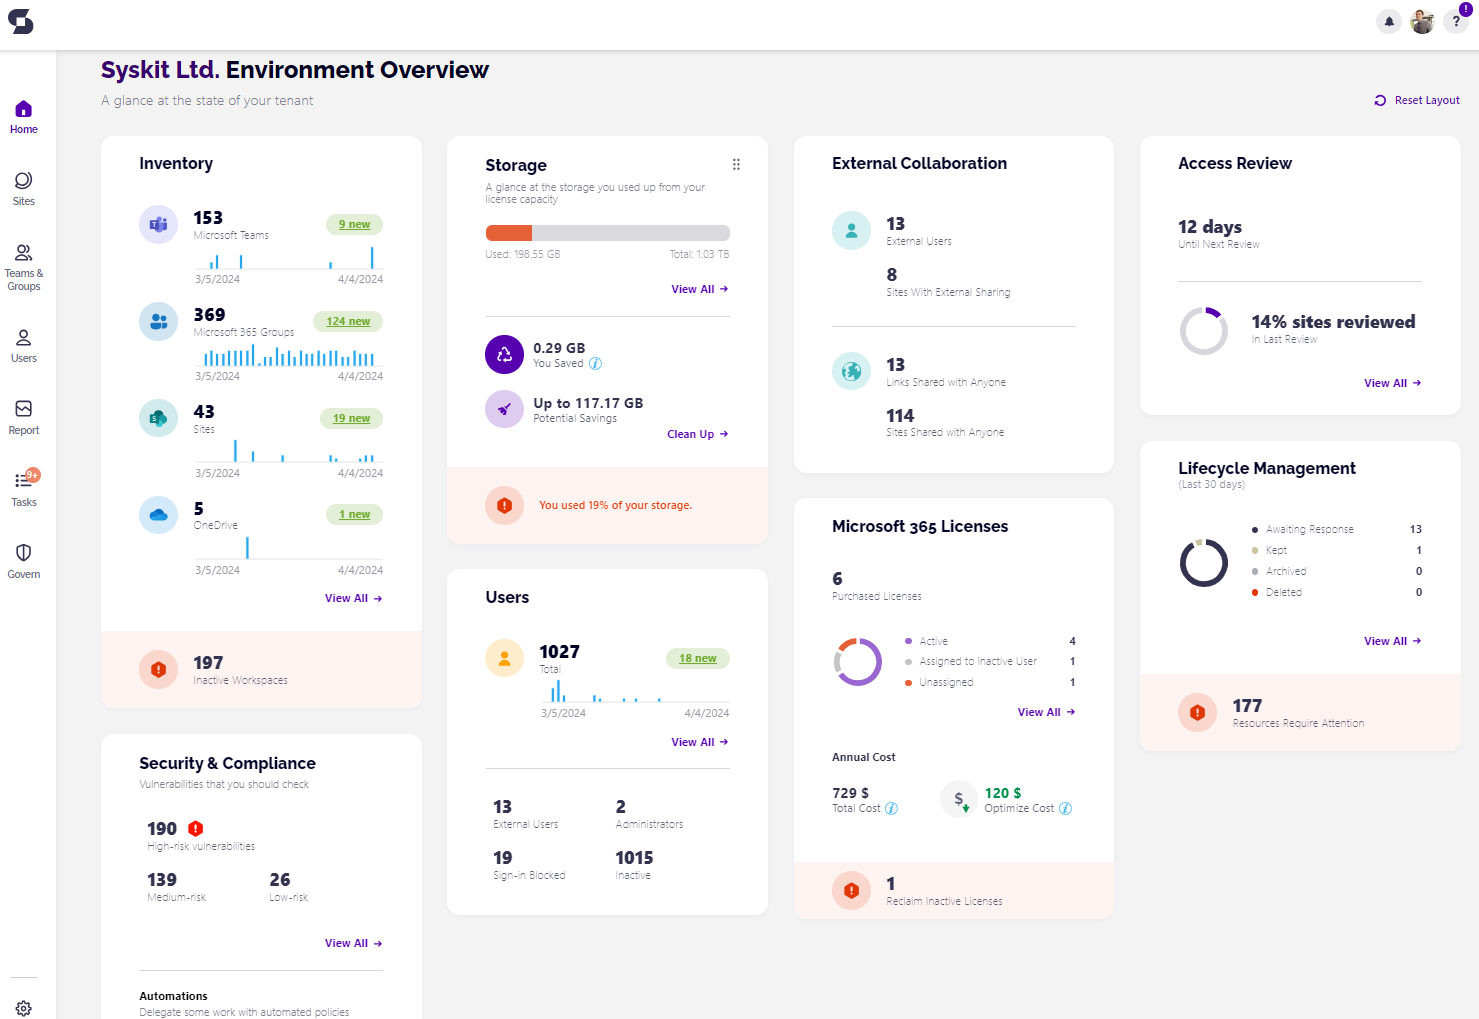 !
?
Syskit Ltd. Environment Overview
A glance at the state of your tenant
Reset Layout
Home
Sites
Teams &
Groups
Users
Report
9+
Tasks
Govern
Inventory
153
Microsoft Teams
9 new
3/5/2024 4/4/2024
369
Microsoft 365 Groups
124 new
3/5/2024 4/4/2024
43
Sites
19 new
3/5/2024 4/4/2024
5
OneDrive
1 new
3/5/2024 4/4/2024
View All →
197
Inactive Workspaces
Security & Compliance
Vulnerabilities that you should check
190
High-risk vulnerabilities
139
Medium-risk
26
Low-risk
View All →
Automations
Delegate some work with automated policies
Storage
A glance at the storage you used up from your
license capacity
Used: 198.55 GB Total: 1.03 TB
View All →
0.29 GB
You Saved
Up to 117.17 GB
Potential Savings
Clean Up →
You used 19% of your storage.
Users
1027
Total
18 new
3/5/2024 4/4/2024
View All →
13
External Users
2
Administrators
19
Sign-in Blocked
1015
Inactive
External Collaboration
13
External Users
8
Sites With External Sharing
13
Links Shared with Anyone
114
Sites Shared with Anyone
Microsoft 365 Licenses
6
Purchased Licenses
Active 4
Assigned to Inactive User 1
Unassigned 1
View All →
Annual Cost
729 $
Total Cost
$
120 $
Optimize Cost
1
Reclaim Inactive Licenses
Access Review
12 days
Until Next Review
14% sites reviewed
In Last Review
View All →
Lifecycle Management
(Last 30 days)
Awaiting Response 13
Kept 1
Archived 0
Deleted 0
View All →
177
Resources Require Attention